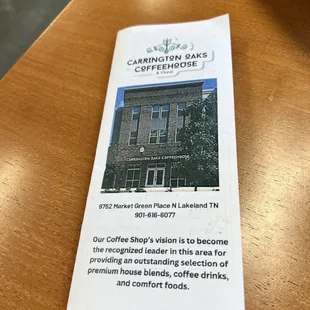 CARRINGTON OAKS
COFFEEHOUSE
& Floral
CARRINGTON OAKS COFFEEHOUSE
9752 Market Green Place N Lakeland TN
901-616-6077
Our Coffee Shop's vision is to become
the recognized leader in this area for
providing an outstanding selection of
premium house blends, coffee drinks,
and comfort foods.